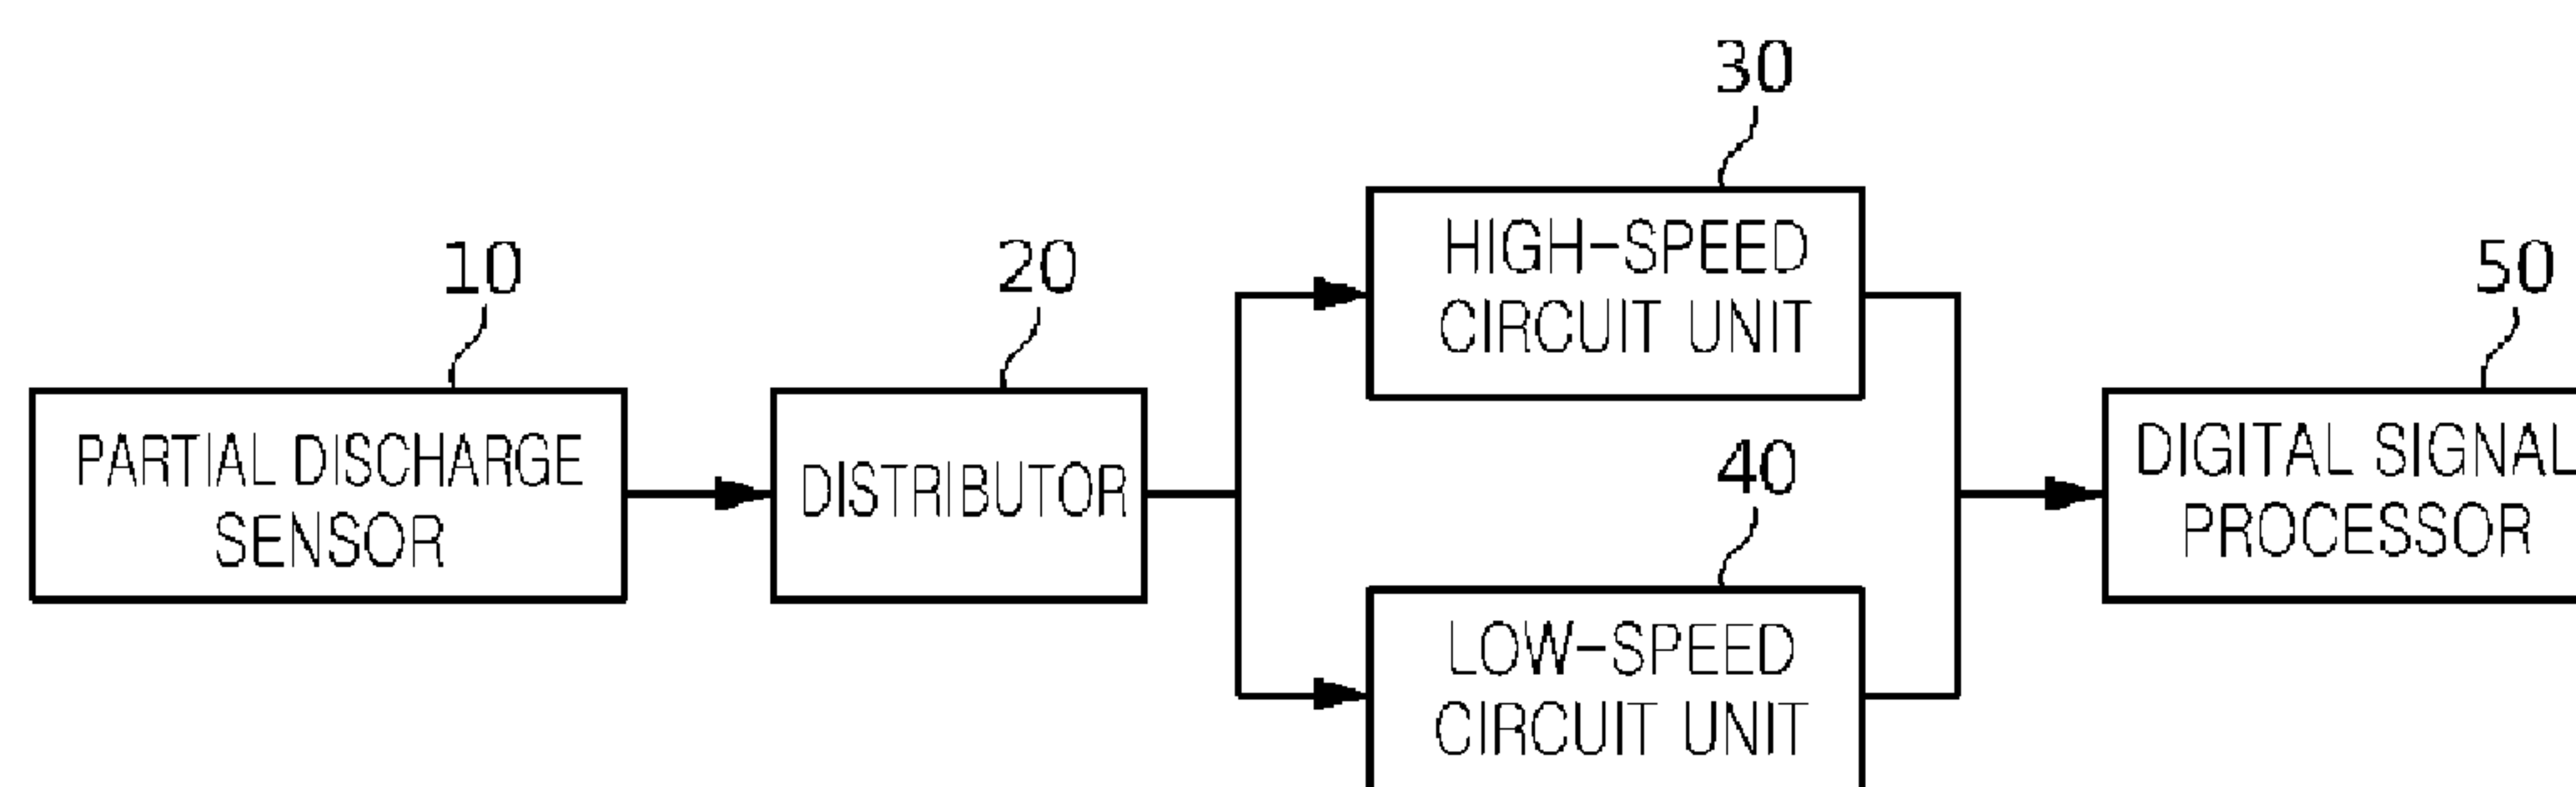 30
10
20
50
HIGH-SPEED
CIRCUIT UNIT
PARTIAL DISCHARGE
SENSOR
DISTRIBUTOR
40
DIGITAL SIGNAL
PROCESSOR
LOW-SPEED
CIRCUIT UNIT